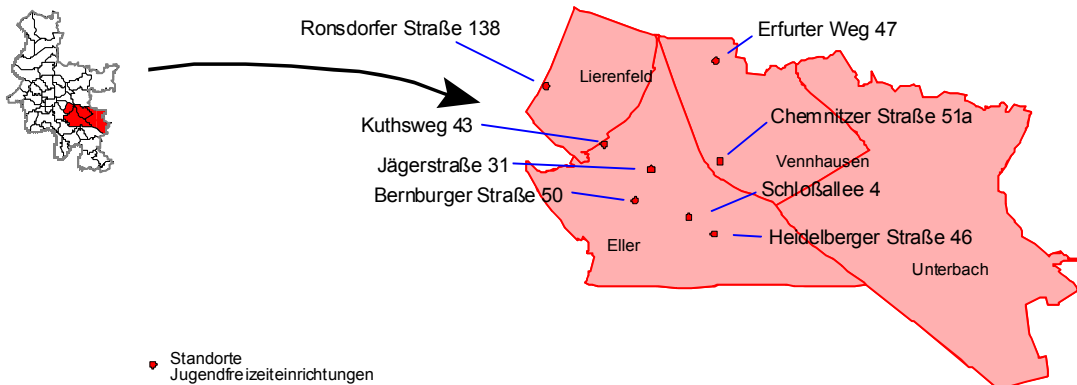 Ronsdorfer Straße 138
Erfurter Weg 47
Lierenfeld
Kuthsweg 43
Chemnitzer Straße 51a
Jägerstraße 31
Vennhausen
Bernburger Straße 50
Schloßallee 4
Eller
Heidelberger Straße 46
Unterbach
Standorte
Jugendfreizeiteinrichtungen